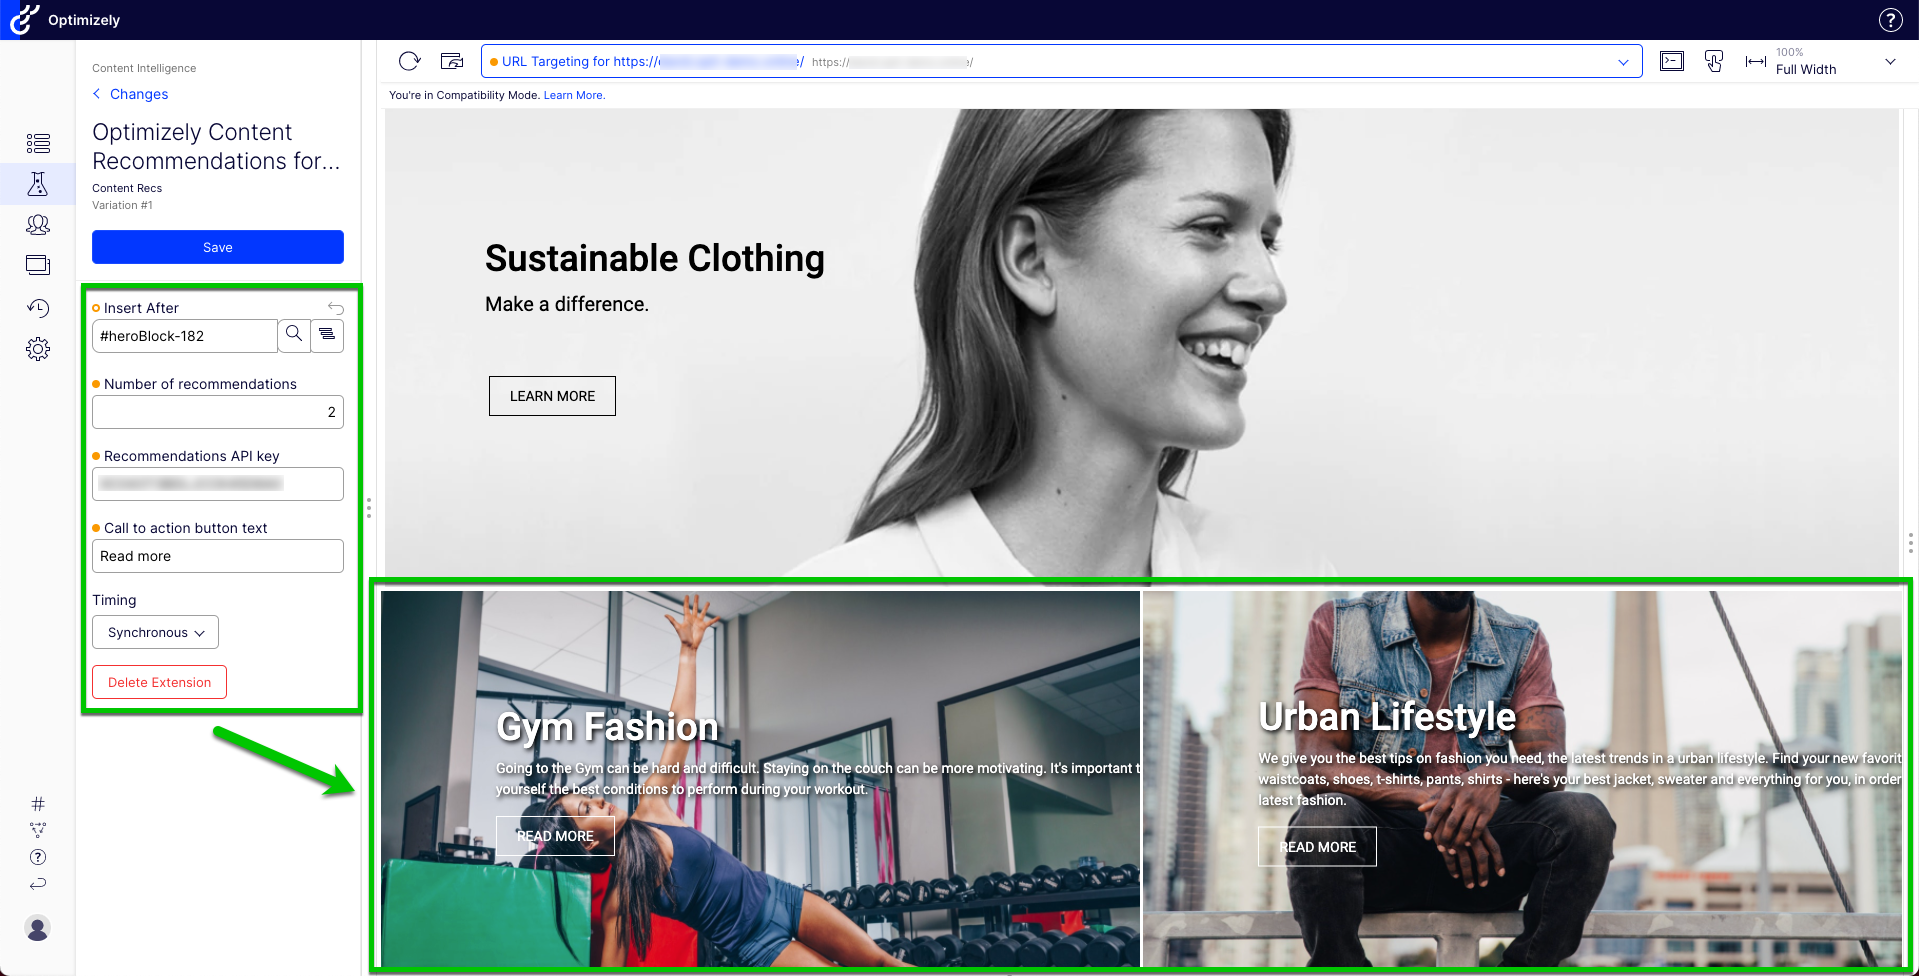 Optimizely
Content Intelligence
Changes
Optimizely Content
Recommendations for...
Content Recs
Variation #1
Save
Insert After
#heroBlock-182
Number of recommendations
2
Recommendations API key
Call to action button text
Read more
Timing
Synchronous
Delete Extension
URL Targeting for https:// / https:// /
100%
Full Width
You're in Compatibility Mode. Learn More.
Sustainable Clothing
Make a difference.
LEARN MORE
Gym Fashion
Going to the Gym can be hard and difficult. Staying on the couch can be more motivating. It's important t
yourself the best conditions to perform during your workout.
READ MORE
Urban Lifestyle
We give you the best tips on fashion you need, the latest trends in a urban lifestyle. Find your new favorit
waistcoats, shoes, t-shirts, pants, shirts - here's your best jacket, sweater and everything for you, in order
latest fashion.
READ MORE